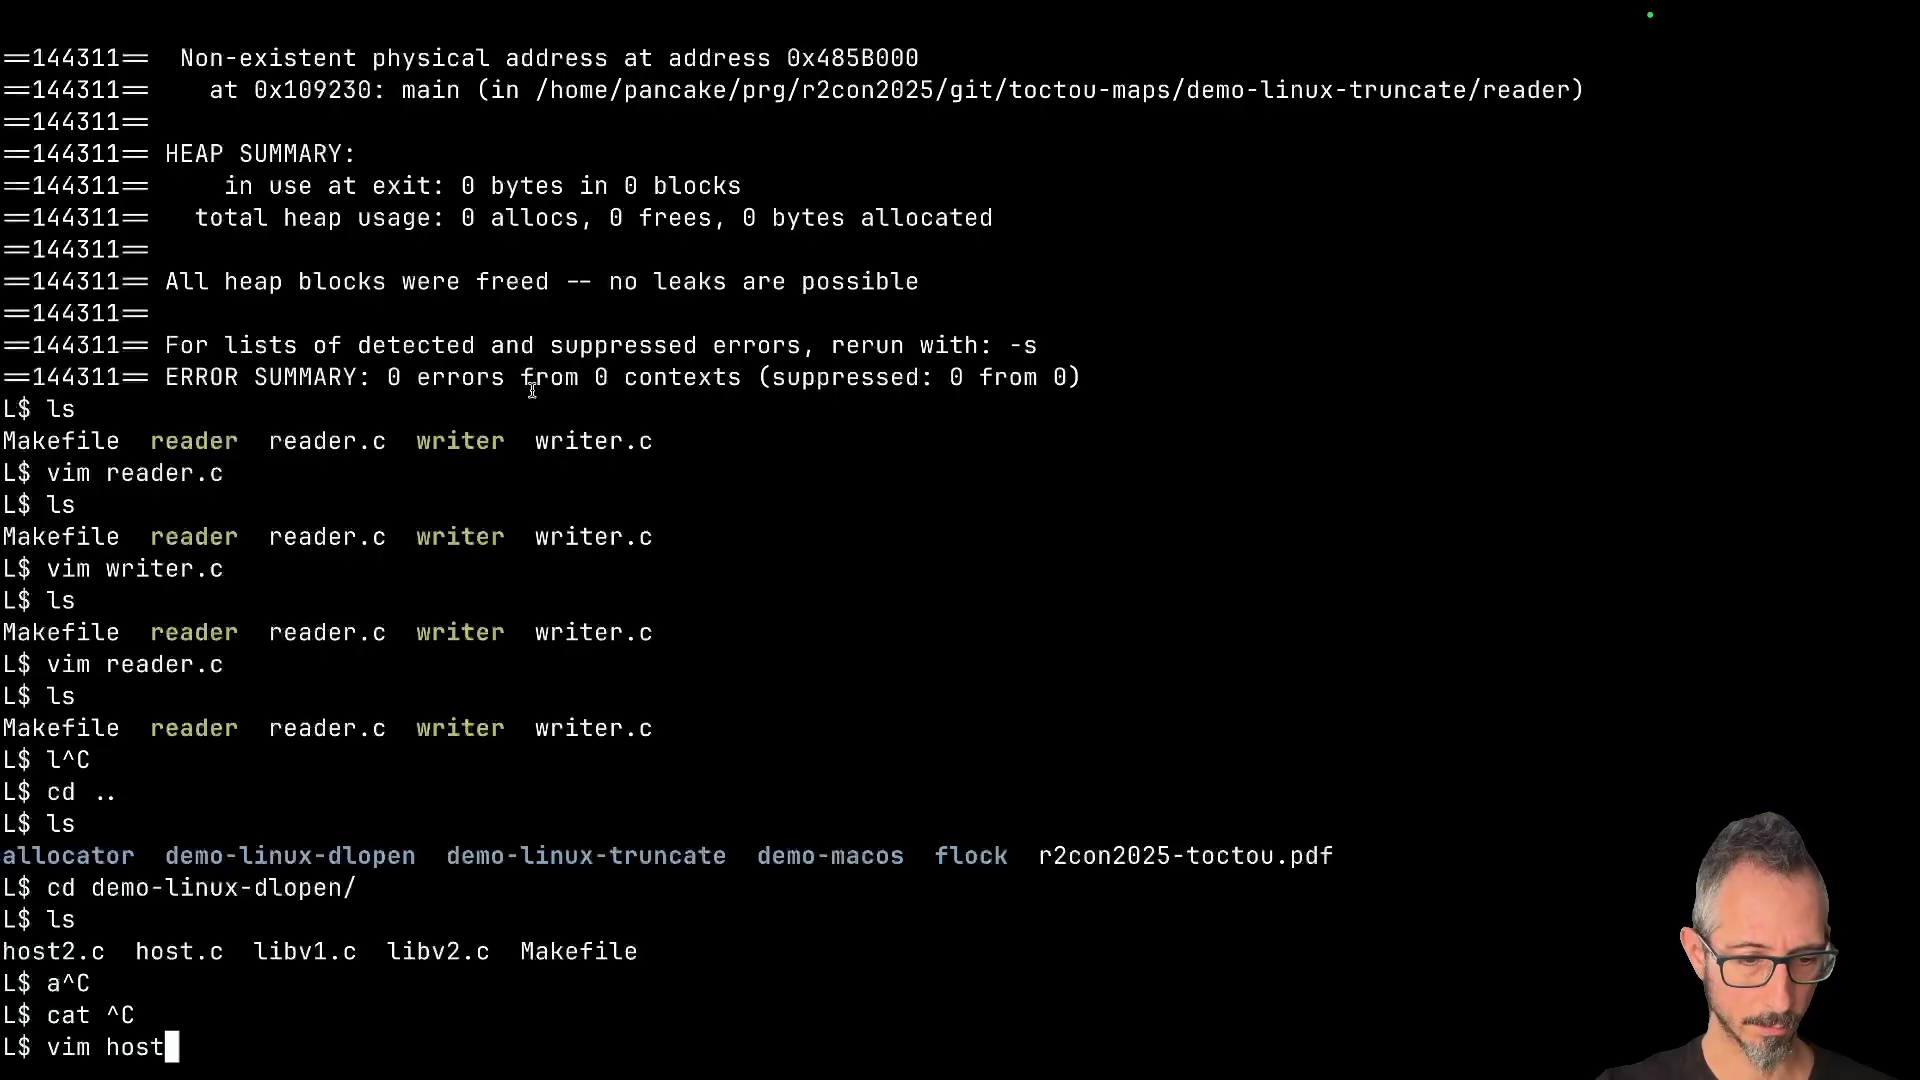 ==144311==  Non-existent physical address at address 0x485B000
==144311==    at 0x109230: main (in /home/pancake/prg/r2con2025/git/toctou-maps/demo-linux-truncate/reader)
==144311==
==144311== HEAP SUMMARY:
==144311==     in use at exit: 0 bytes in 0 blocks
==144311==   total heap usage: 0 allocs, 0 frees, 0 bytes allocated
==144311==
==144311== All heap blocks were freed -- no leaks are possible
==144311==
==144311== For lists of detected and suppressed errors, rerun with: -s
==144311== ERROR SUMMARY: 0 errors from 0 contexts (suppressed: 0 from 0)
L$ ls
Makefile  reader  reader.c  writer  writer.c
L$ vim reader.c
L$ ls
Makefile  reader  reader.c  writer  writer.c
L$ vim writer.c
L$ ls
Makefile  reader  reader.c  writer  writer.c
L$ vim reader.c
L$ ls
Makefile  reader  reader.c  writer  writer.c
L$ l^C
L$ cd ..
L$ ls
allocator  demo-linux-dlopen  demo-linux-truncate  demo-macos  flock  r2con2025-toctou.pdf
L$ cd demo-linux-dlopen/
L$ ls
host2.c  host.c  libv1.c  libv2.c  Makefile
L$ a^C
L$ cat ^C
L$ vim host